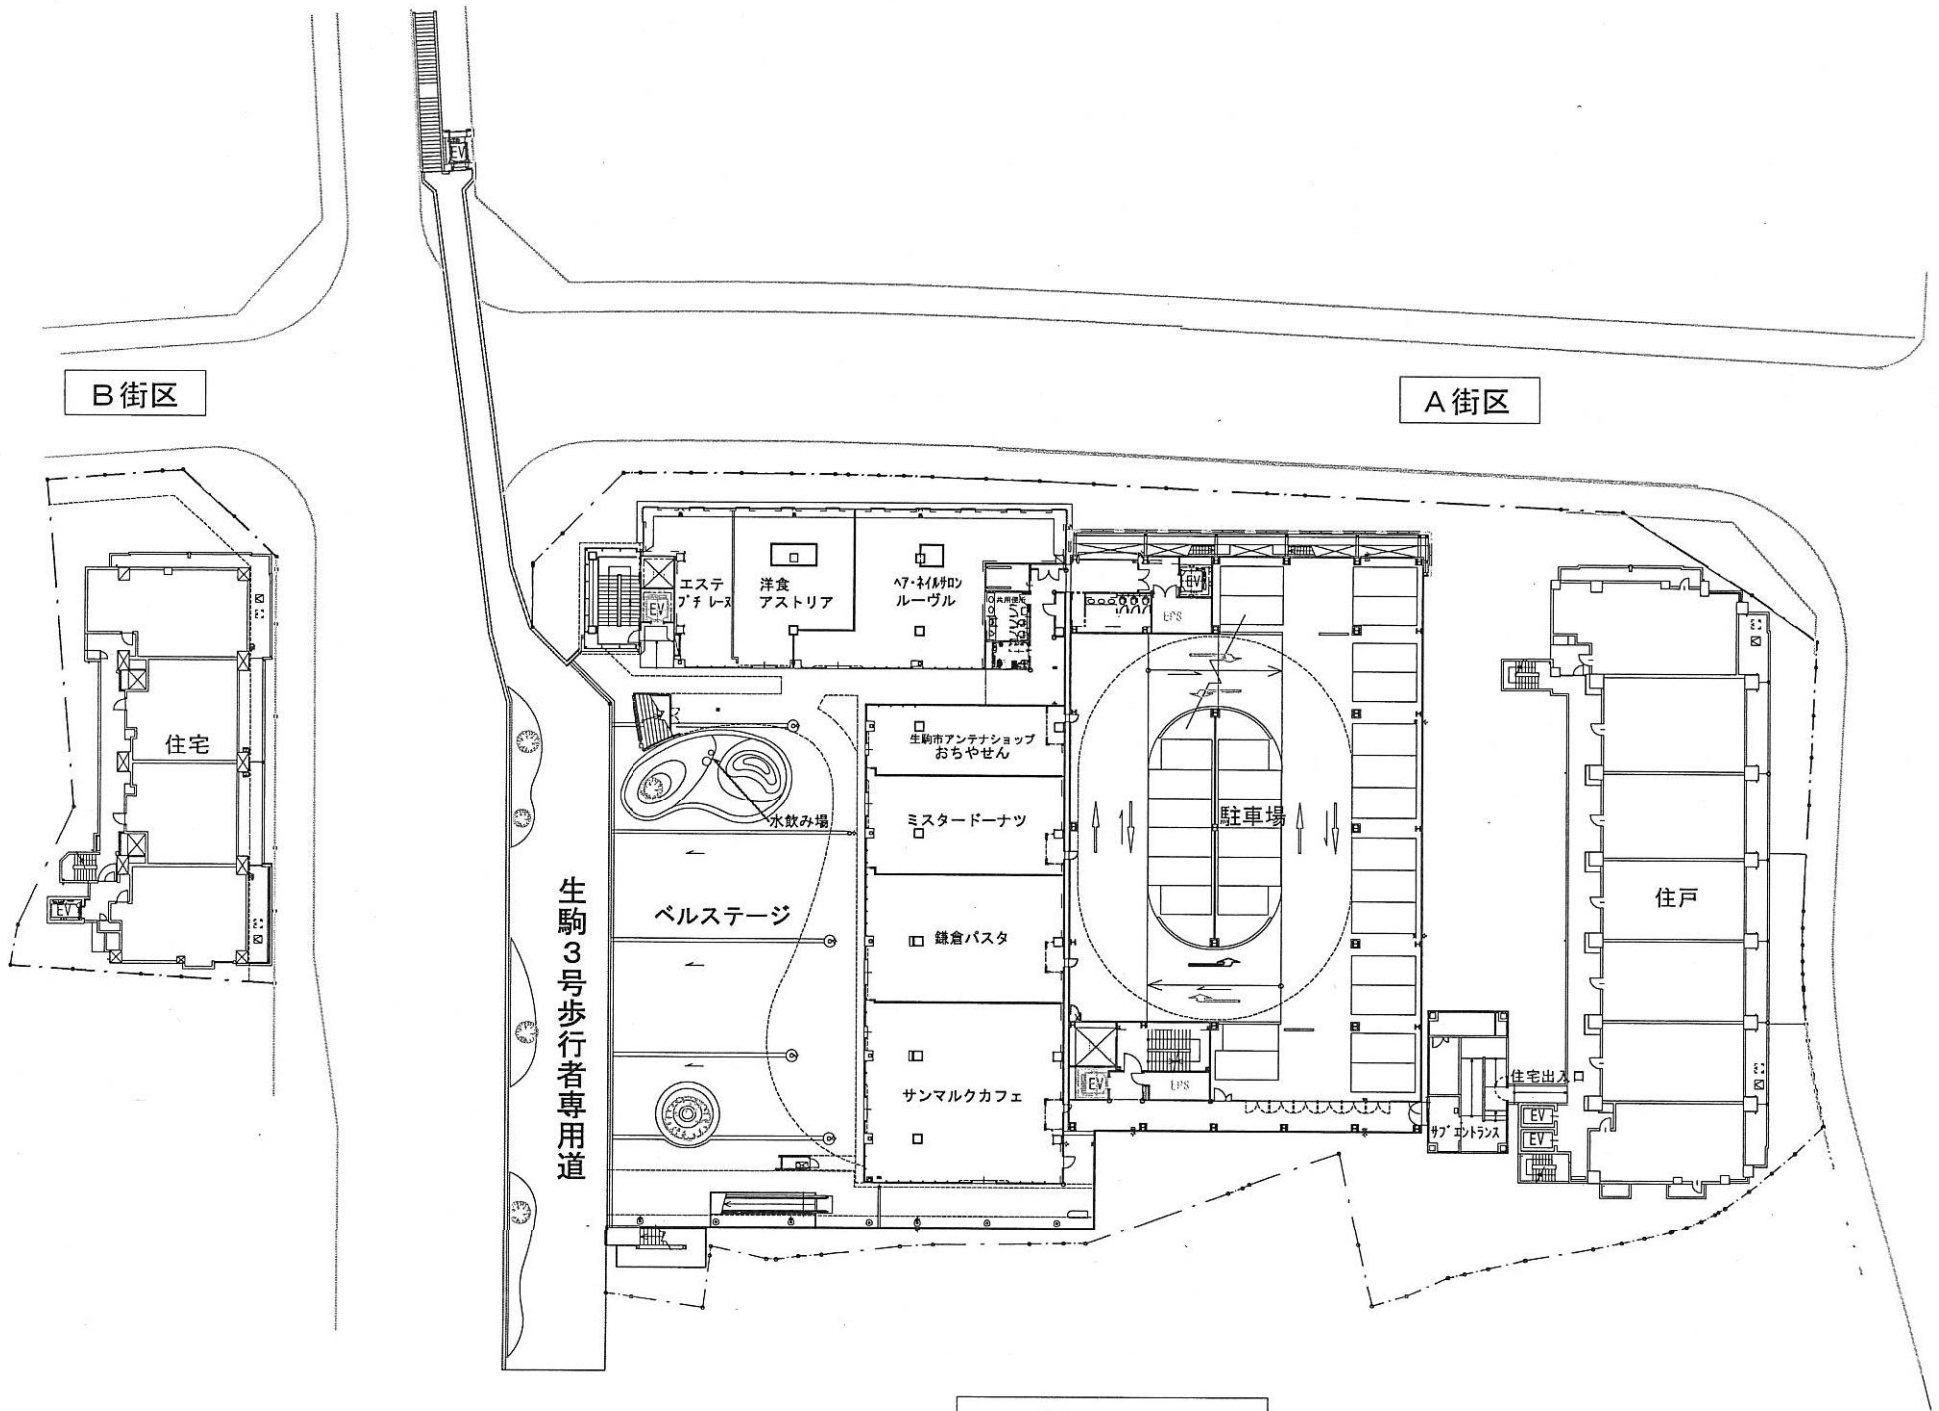 EV
B街区
A街区
エステ
プチ レーヌ
洋食
アストリア
ヘア・ネイルサロン
ルーヴル
共用便所
EV
EV
EPS
生駒市アンテナショップ
おちやせん
住宅
水飲み場
ミスタードーナツ
駐車場
生駒3号歩行者専用道
ベルステージ
鎌倉パスタ
住戸
EV
サンマルクカフェ
EV
EPS
住宅出入口
サブエントランス
EV
EV